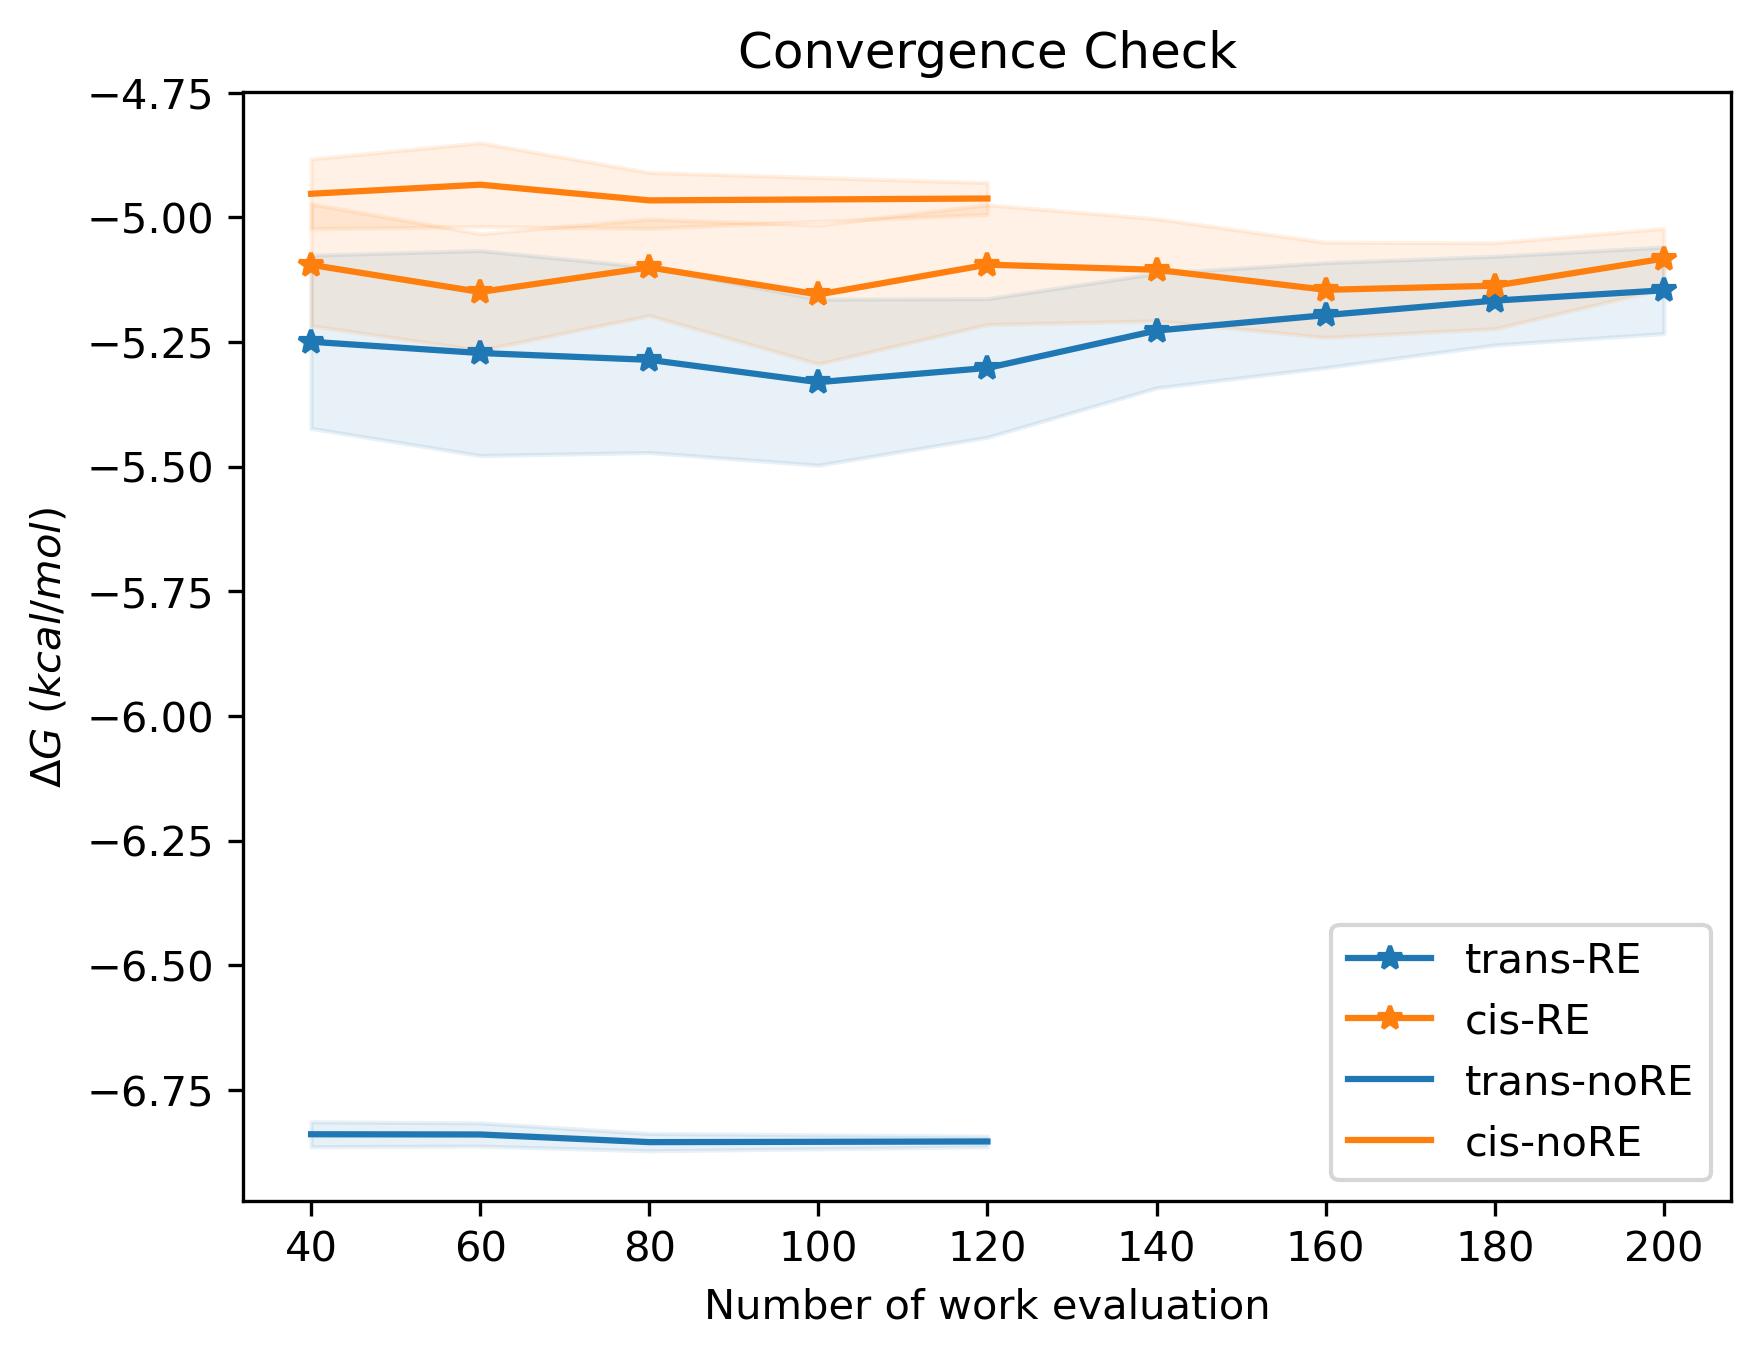 Convergence Check
−4.75
−5.00
−5.25
−5.50
−5.75
−6.00
−6.25
−6.50
−6.75
ΔG (kcal/mol)
trans-RE
cis-RE
trans-noRE
cis-noRE
40 60 80 100 120 140 160 180 200
Number of work evaluation